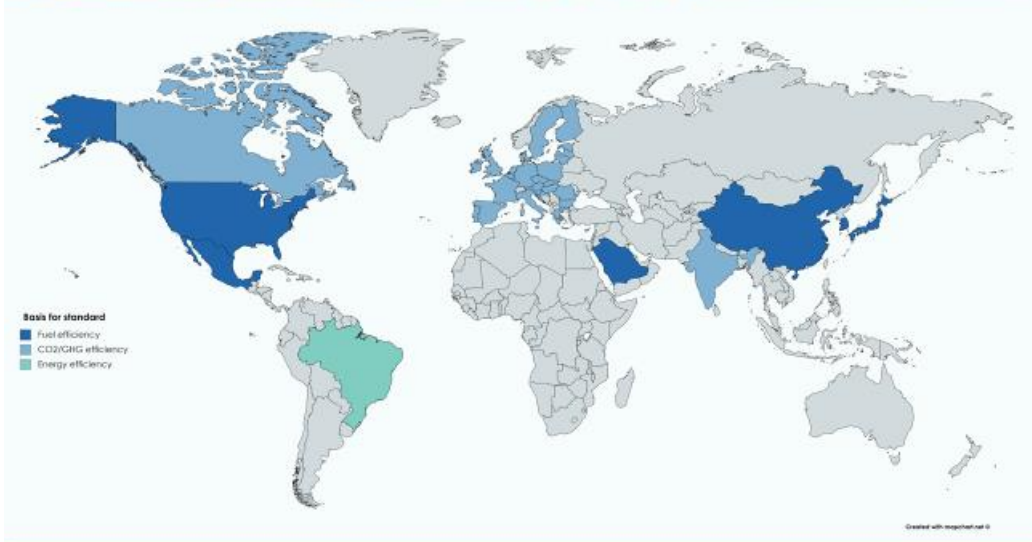 Basis for standard
Fuel efficiency
CO2/GHG efficiency
Energy efficiency
Created with mapchart.net ©